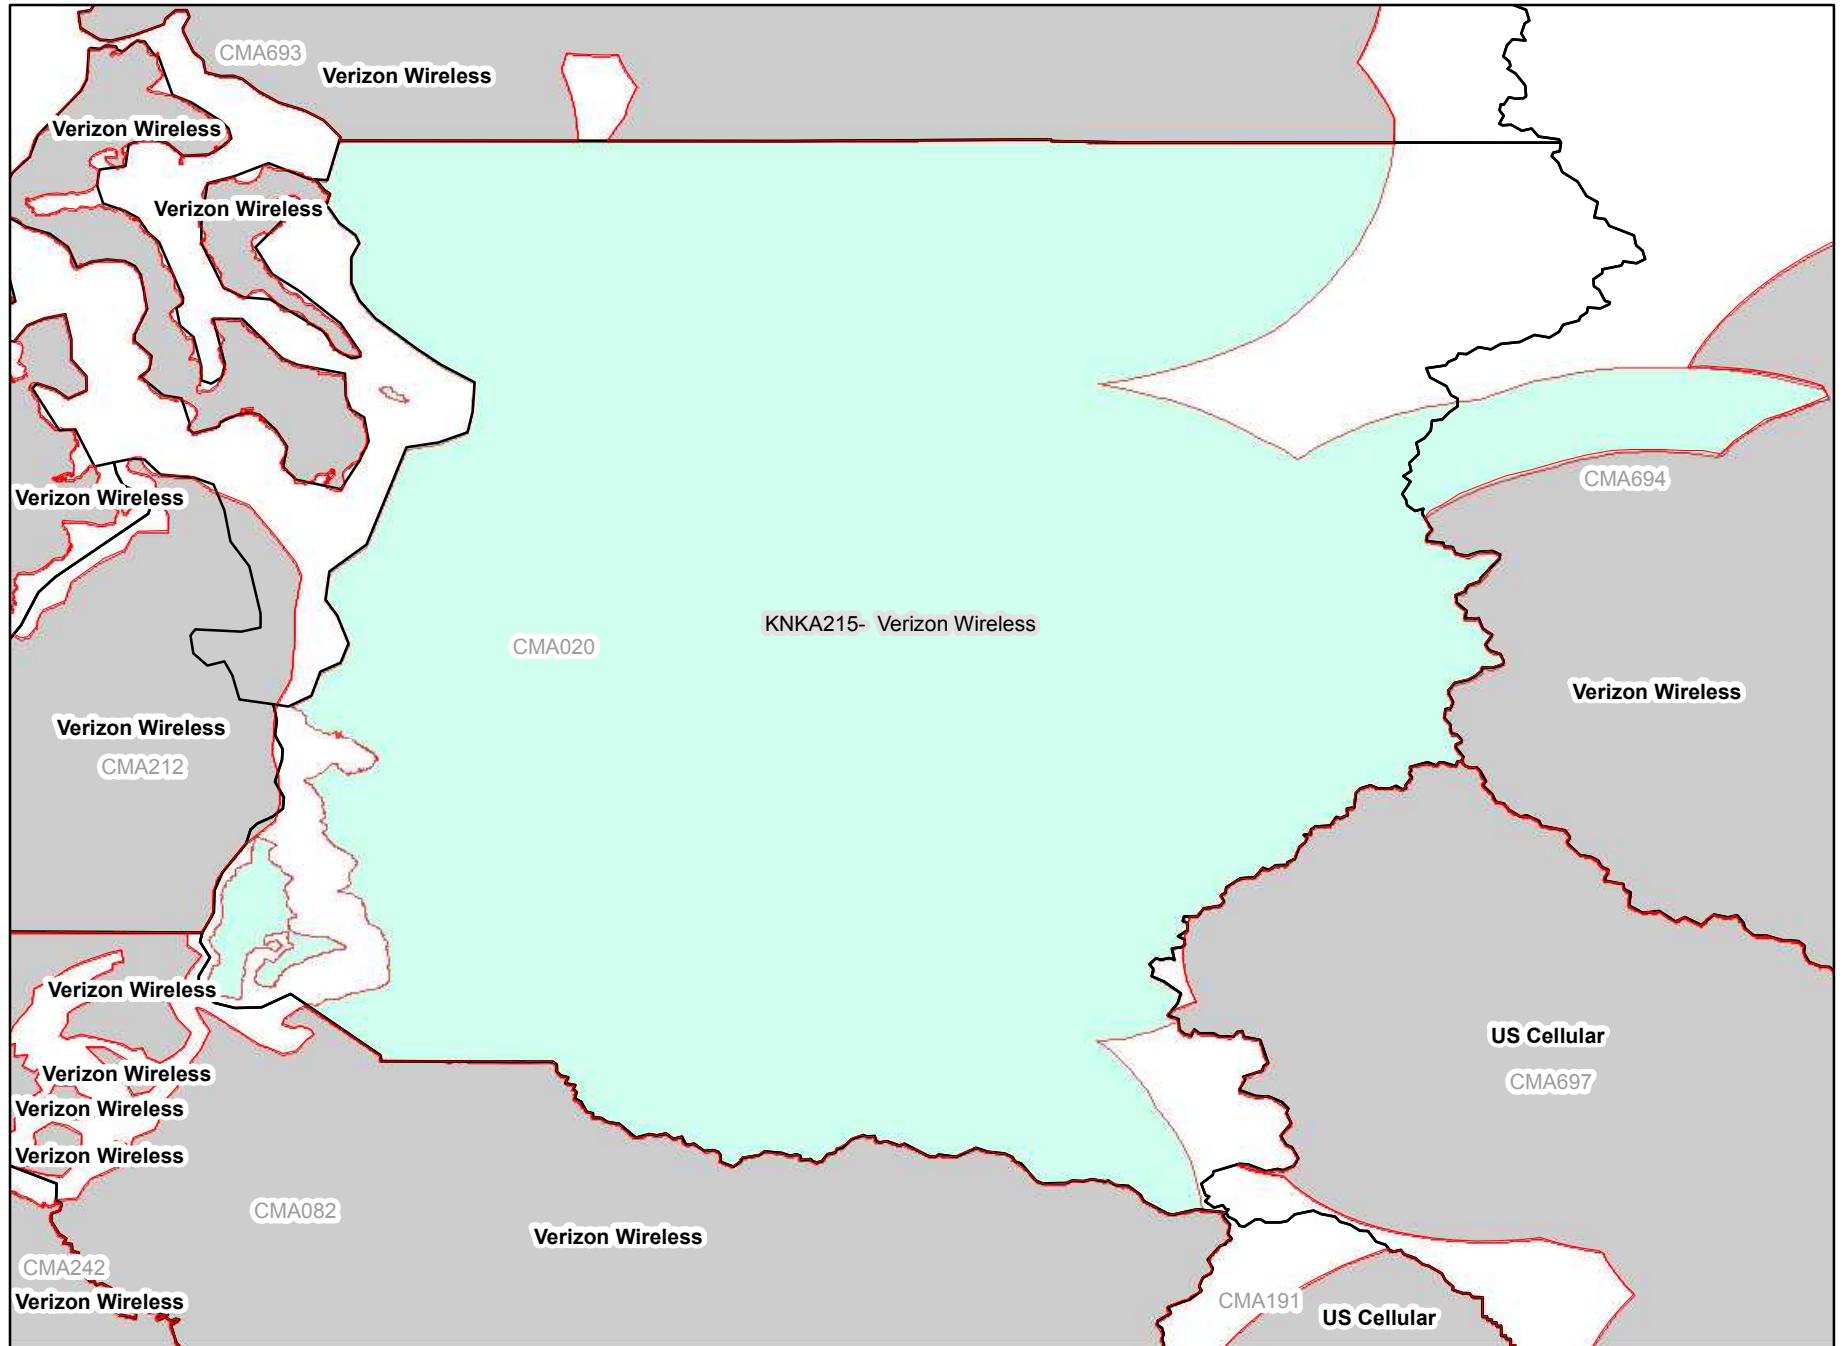 CMA693
Verizon Wireless
Verizon Wireless
Verizon Wireless
CMA694
Verizon Wireless
KNKA215-  Verizon Wireless
CMA020
Verizon Wireless
Verizon Wireless
CMA212
Verizon Wireless
US Cellular
Verizon Wireless
CMA697
Verizon Wireless
Verizon Wireless
CMA082
Verizon Wireless
CMA242
Verizon Wireless
CMA191
US Cellular